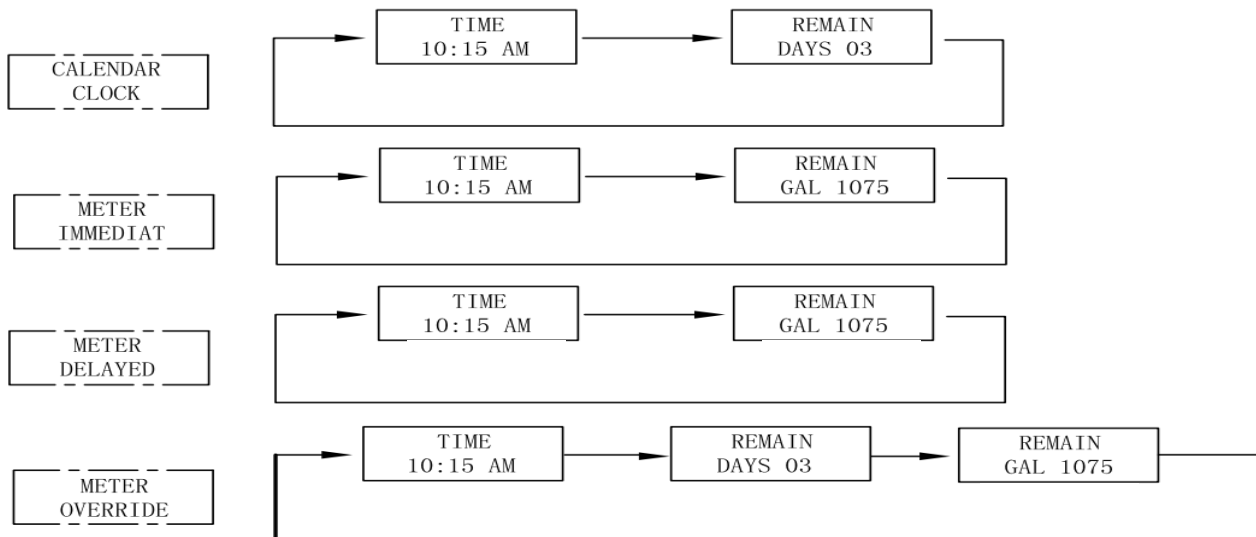 CALENDAR
CLOCK
TIME
10:15 AM
REMAIN
DAYS 03
METER
IMMEDIAT
TIME
10:15 AM
REMAIN
GAL 1075
METER
DELAYED
TIME
10:15 AM
REMAIN
GAL 1075
METER
OVERRIDE
TIME
10:15 AM
REMAIN
DAYS 03
REMAIN
GAL 1075